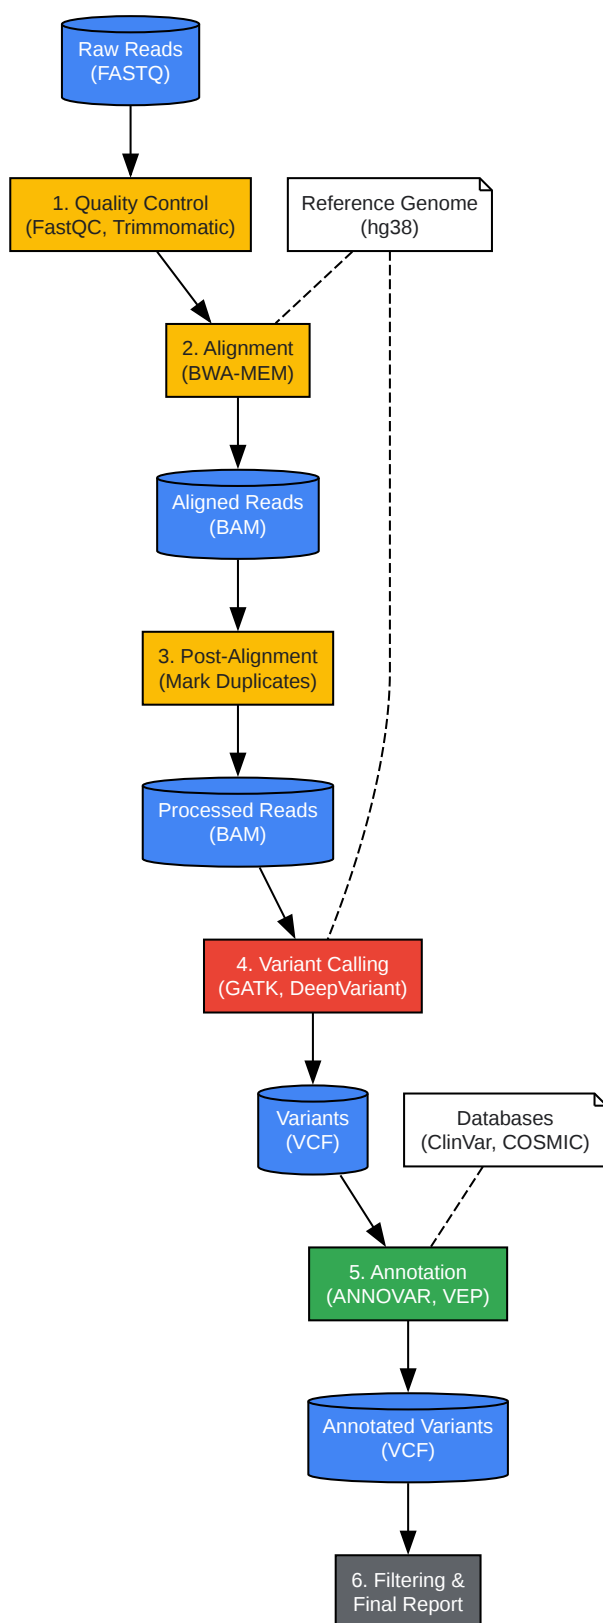 Raw Reads
(FASTQ)
1. Quality Control
(FastQC, Trimmomatic)
Reference Genome
(hg38)
2. Alignment
(BWA-MEM)
Aligned Reads
(BAM)
3. Post-Alignment
(Mark Duplicates)
Processed Reads
(BAM)
4. Variant Calling
(GATK, DeepVariant)
Variants
(VCF)
Databases
(ClinVar, COSMIC)
5. Annotation
(ANNOVAR, VEP)
Annotated Variants
(VCF)
6. Filtering &
Final Report